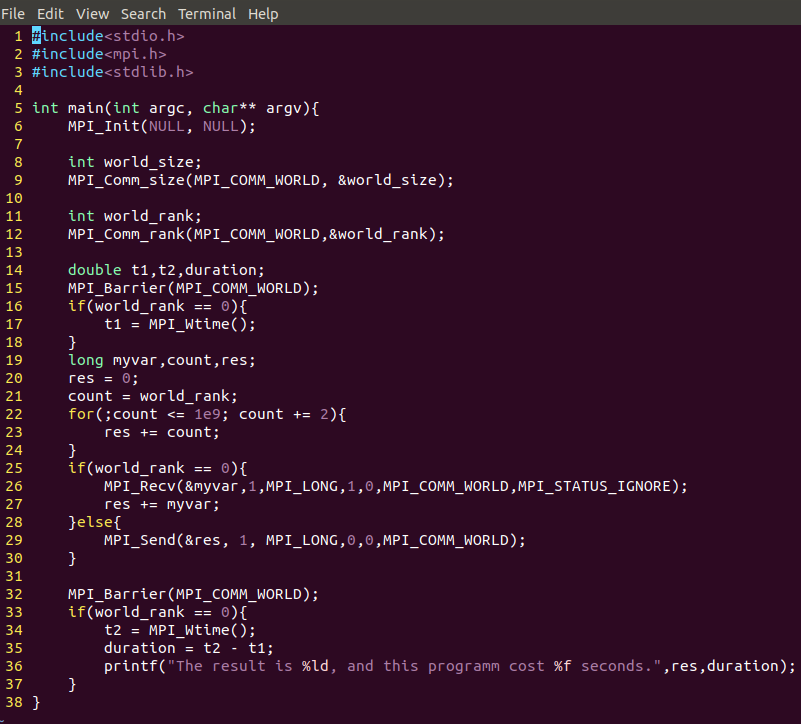 File Edit View Search Terminal Help
1 #include<stdio.h>
2 #include<mpi.h>
3 #include<stdlib.h>
4
5 int main(int argc, char** argv){
6     MPI_Init(NULL, NULL);
7
8     int world_size;
9     MPI_Comm_size(MPI_COMM_WORLD, &world_size);
10
11     int world_rank;
12     MPI_Comm_rank(MPI_COMM_WORLD,&world_rank);
13
14     double t1,t2,duration;
15     MPI_Barrier(MPI_COMM_WORLD);
16     if(world_rank == 0){
17         t1 = MPI_Wtime();
18     }
19     long myvar,count,res;
20     res = 0;
21     count = world_rank;
22     for(;count <= 1e9; count += 2){
23         res += count;
24     }
25     if(world_rank == 0){
26         MPI_Recv(&myvar,1,MPI_LONG,1,0,MPI_COMM_WORLD,MPI_STATUS_IGNORE);
27         res += myvar;
28     }else{
29         MPI_Send(&res, 1, MPI_LONG,0,0,MPI_COMM_WORLD);
30     }
31
32     MPI_Barrier(MPI_COMM_WORLD);
33     if(world_rank == 0){
34         t2 = MPI_Wtime();
35         duration = t2 - t1;
36         printf("The result is %ld, and this programm cost %f seconds.",res,duration);
37     }
38 }